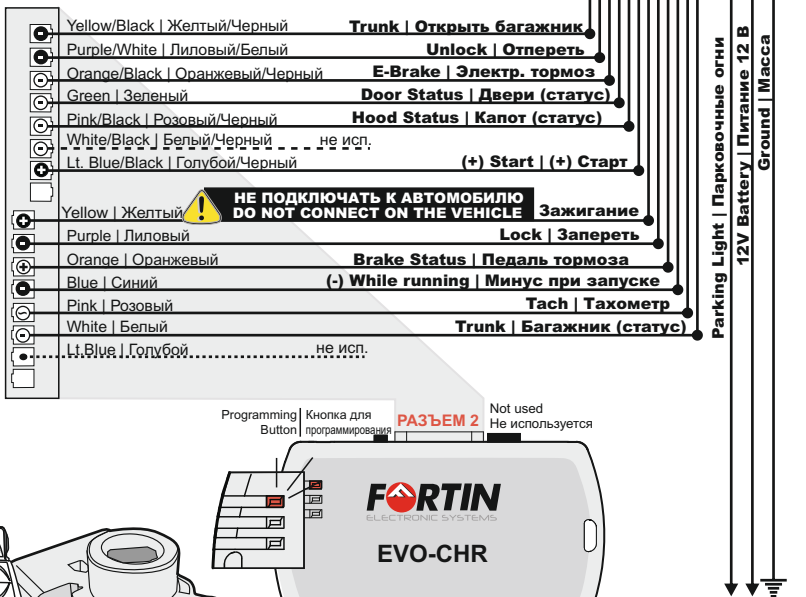 Yellow/Black | Желтый/Черный Trunk | Открыть багажник
Purple/White | Лиловый/Белый Unlock | Отпереть
Orange/Black | Оранжевый/Черный E-Brake | Электр. тормоз
Green | Зеленый Door Status | Двери (статус)
Pink/Black | Розовый/Черный Hood Status | Капот (статус)
White/Black | Белый/Черный не исп.
Lt. Blue/Black | Голубой/Черный (+) Start | (+) Старт
НЕ ПОДКЛЮЧАТЬ К АВТОМОБИЛЮ
DO NOT CONNECT ON THE VEHICLE
Yellow | Желтый Зажигание
Purple | Лиловый Lock | Запереть
Orange | Оранжевый Brake Status | Педаль тормоза
Blue | Синий (-) While running | Минус при запуске
Pink | Розовый Tach | Тахометр
White | Белый Trunk | Багажник (статус)
Lt.Blue | Голубой не исп.
Parking Light | Парковочные огни
12V Battery | Питание 12 В
Ground | Масса
Programming Button | Кнопка для программирования
РАЗЪЕМ 2
Not used
Не используется
FORTIN
ELECTRONIC SYSTEMS
EVO-CHR